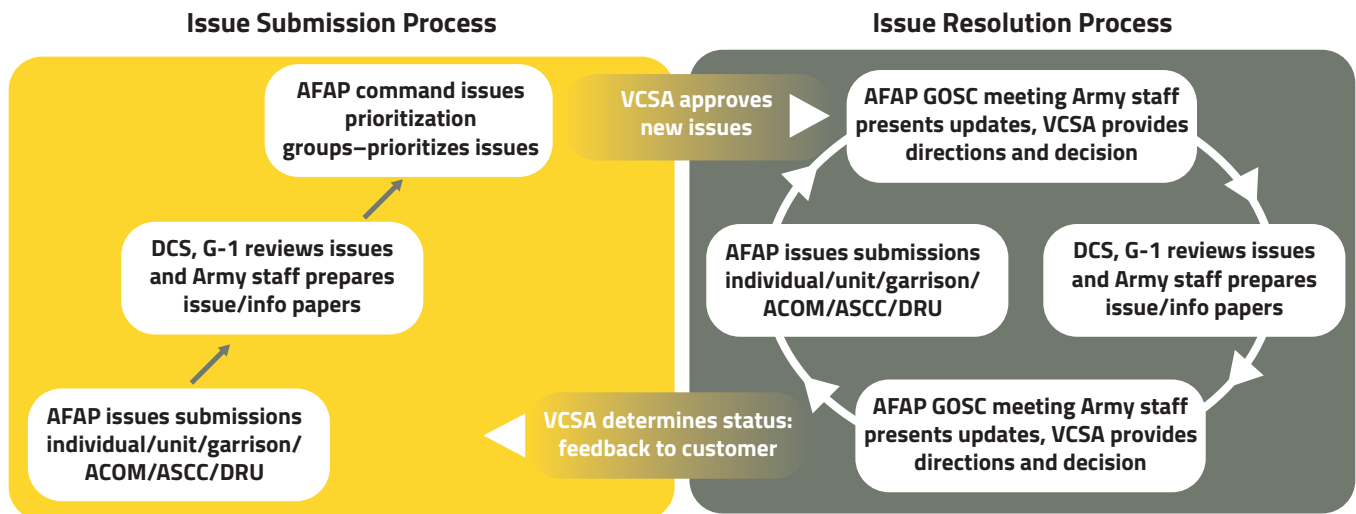 Issue Submission Process
Issue Resolution Process
AFAP command issues
prioritization
groups–prioritizes issues
DCS, G-1 reviews issues
and Army staff prepares
issue/info papers
AFAP issues submissions
individual/unit/garrison/
ACOM/ASCC/DRU
VCSA approves
new issues
VCSA determines status:
feedback to customer
AFAP GOSC meeting Army staff
presents updates, VCSA provides
directions and decision
AFAP issues submissions
individual/unit/garrison/
ACOM/ASCC/DRU
DCS, G-1 reviews issues
and Army staff prepares
issue/info papers
AFAP GOSC meeting Army staff
presents updates, VCSA provides
directions and decision